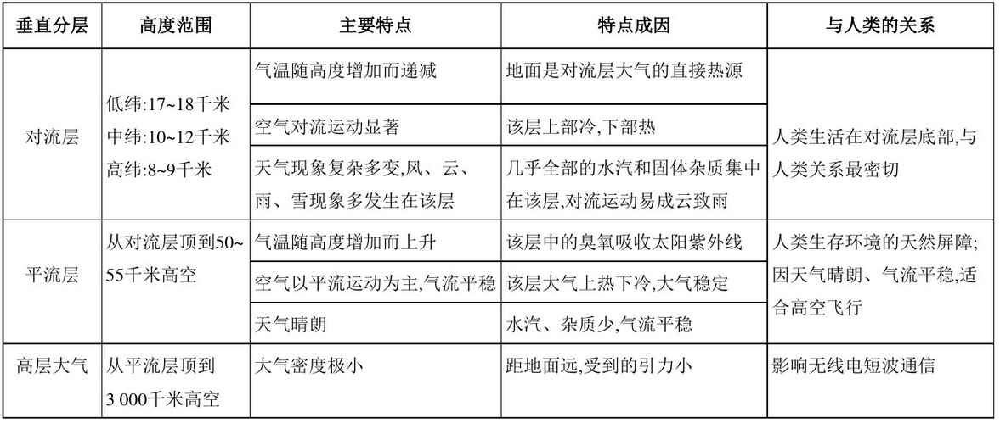 垂直分层 高度范围 主要特点 特点成因 与人类的关系
对流层
低纬:17~18千米
中纬:10~12千米
高纬:8~9千米
气温随高度增加而递减
地面是对流层大气的直接热源
空气对流运动显著
该层上部冷,下部热
天气现象复杂多变,风、云、
雨、雪现象多发生在该层
几乎全部的水汽和固体杂质集中
在该层,对流运动易成云致雨
人类生活在对流层底部,与
人类关系最密切
平流层
从对流层顶到50~
55千米高空
气温随高度增加而上升
该层中的臭氧吸收太阳紫外线
空气以平流运动为主,气流平稳
该层大气上热下冷,大气稳定
天气晴朗
水汽、杂质少,气流平稳
人类生存环境的天然屏障;
因天气晴朗、气流平稳,适
合高空飞行
高层大气
从平流层顶到
3 000千米高空
大气密度极小
距地面远,受到的引力小
影响无线电短波通信